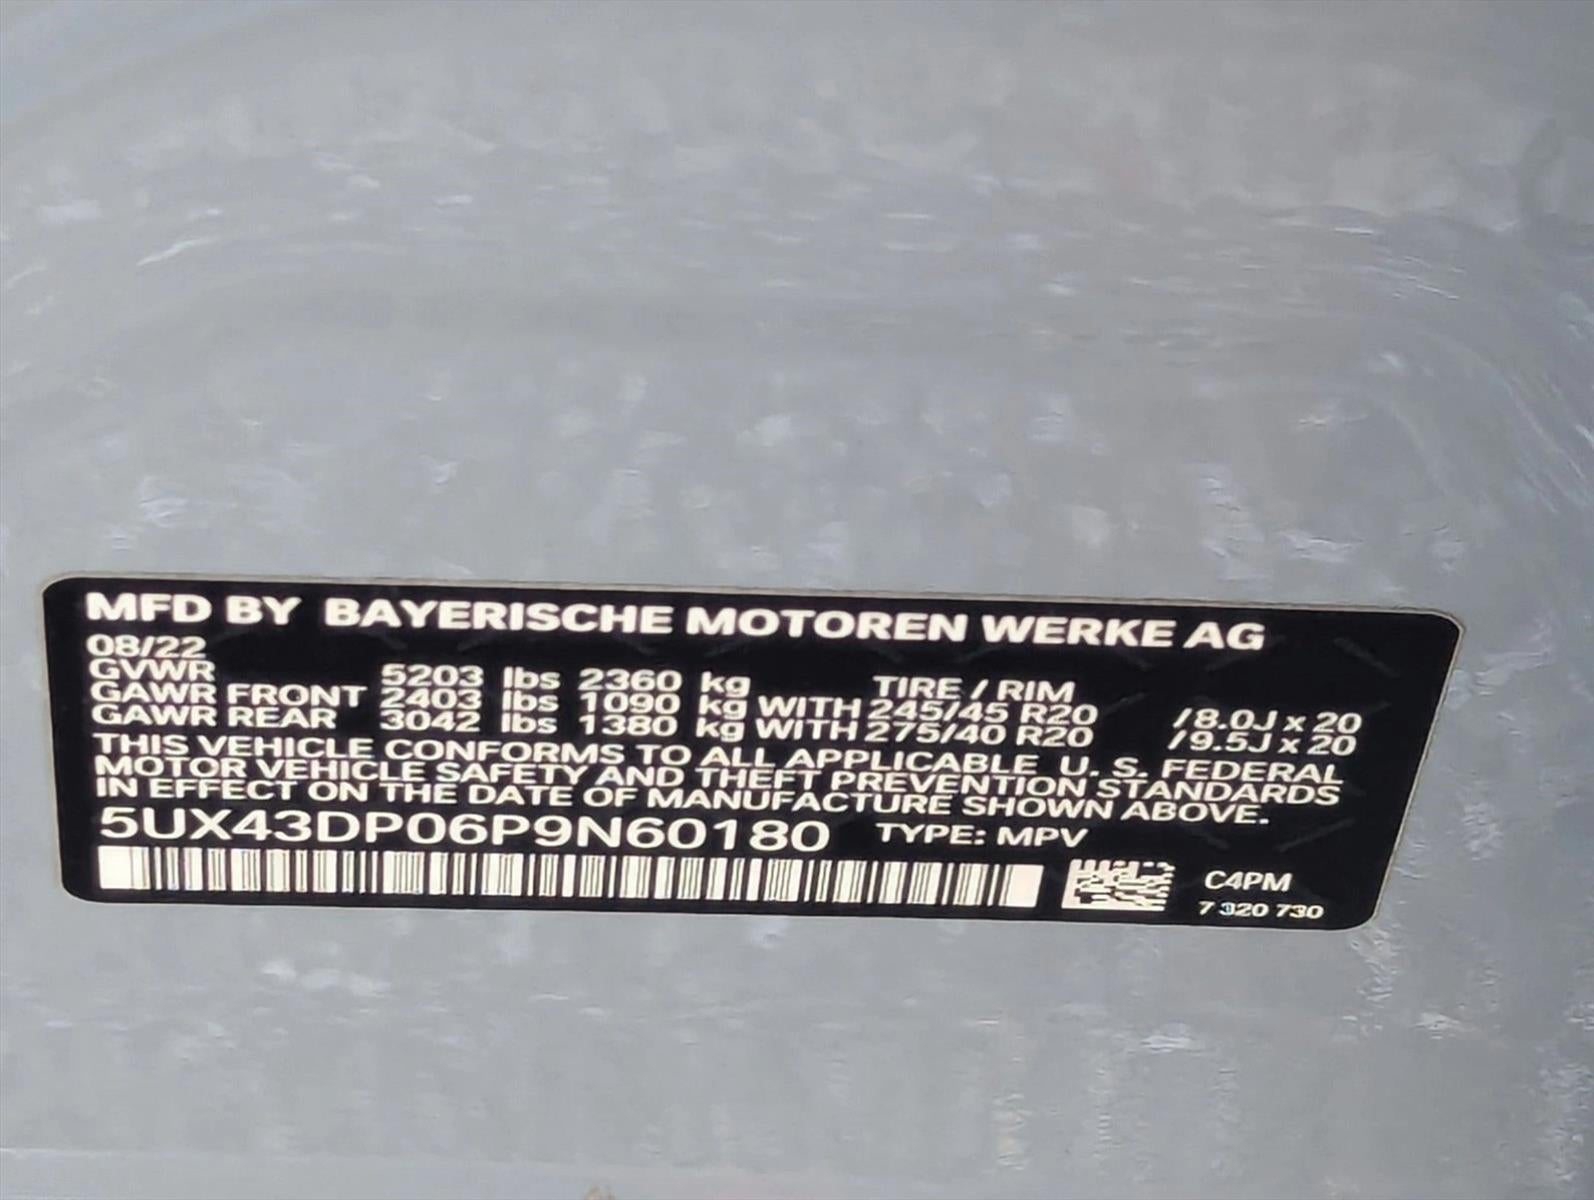 MFD BY BAYERISCHE MOTOREN WERKE AG
08/22
GVWR 5203 lbs 2360 kg TIRE / RIM
GAWR FRONT 2403 lbs 1090 kg WITH 245/45 R20 /8.0J x 20
GAWR REAR 3042 lbs 1380 kg WITH 275/40 R20 /9.5J x 20
THIS VEHICLE CONFORMS TO ALL APPLICABLE U. S. FEDERAL
MOTOR VEHICLE SAFETY AND THEFT PREVENTION STANDARDS
IN EFFECT ON THE DATE OF MANUFACTURE SHOWN ABOVE.
5UX43DP06P9N60180 TYPE: MPV
C4PM
7 320 730